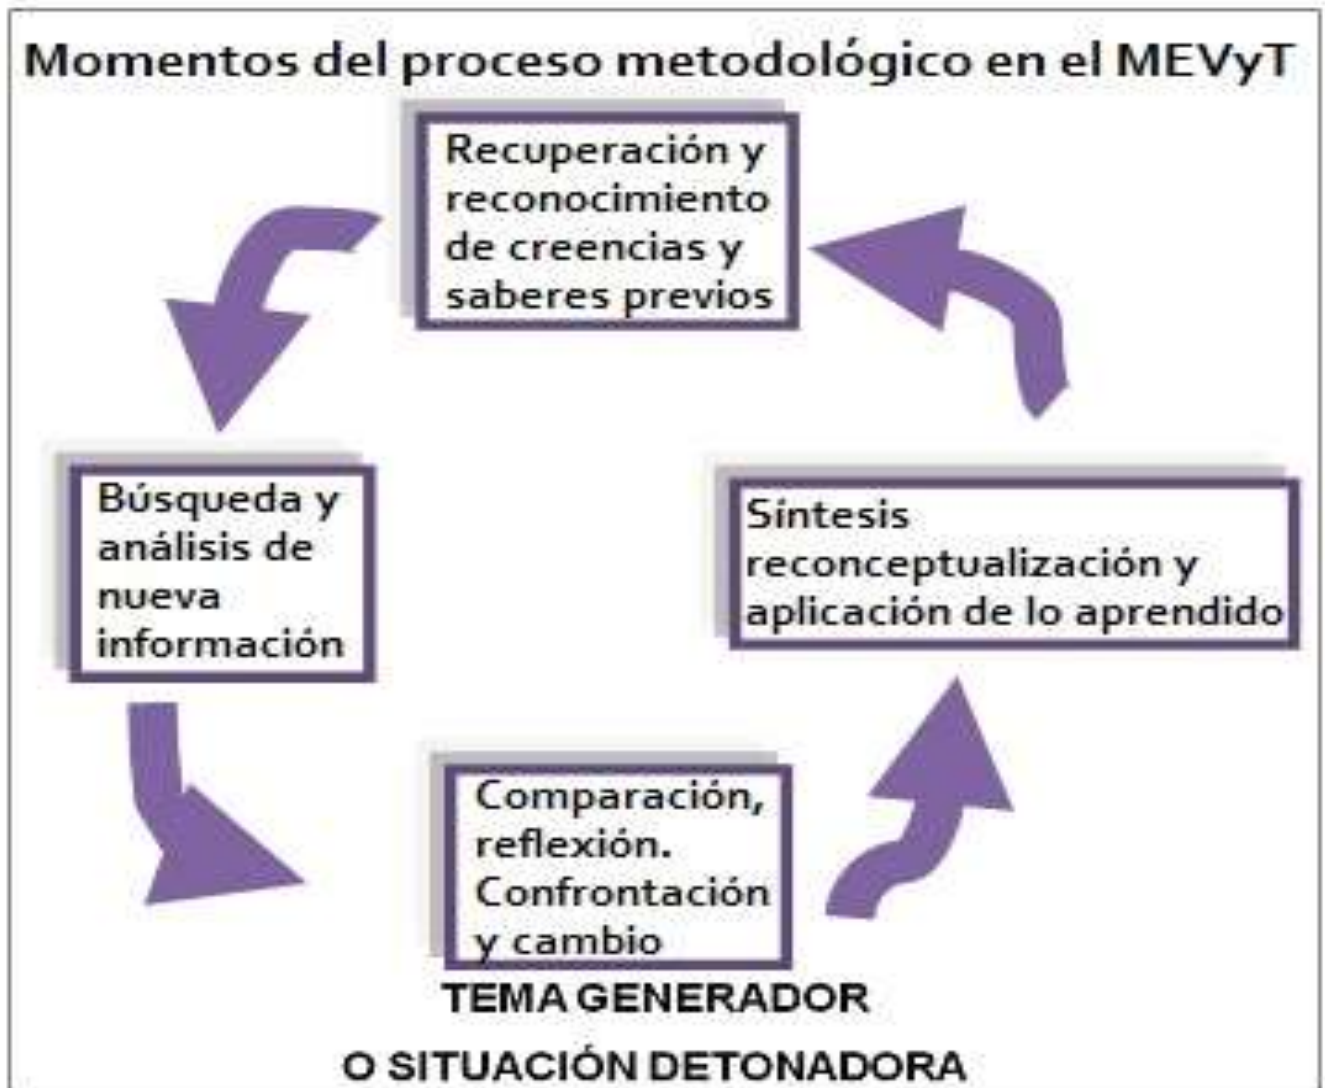 Momentos del proceso metodológico en el MEVyT
Recuperación y
reconocimiento
de creencias y
saberes previos
Búsqueda y
análisis de
nueva
información
Síntesis
reconceptualización y
aplicación de lo aprendido
Comparación,
reflexión.
Confrontación
y cambio
TEMA GENERADOR
O SITUACIÓN DETONADORA